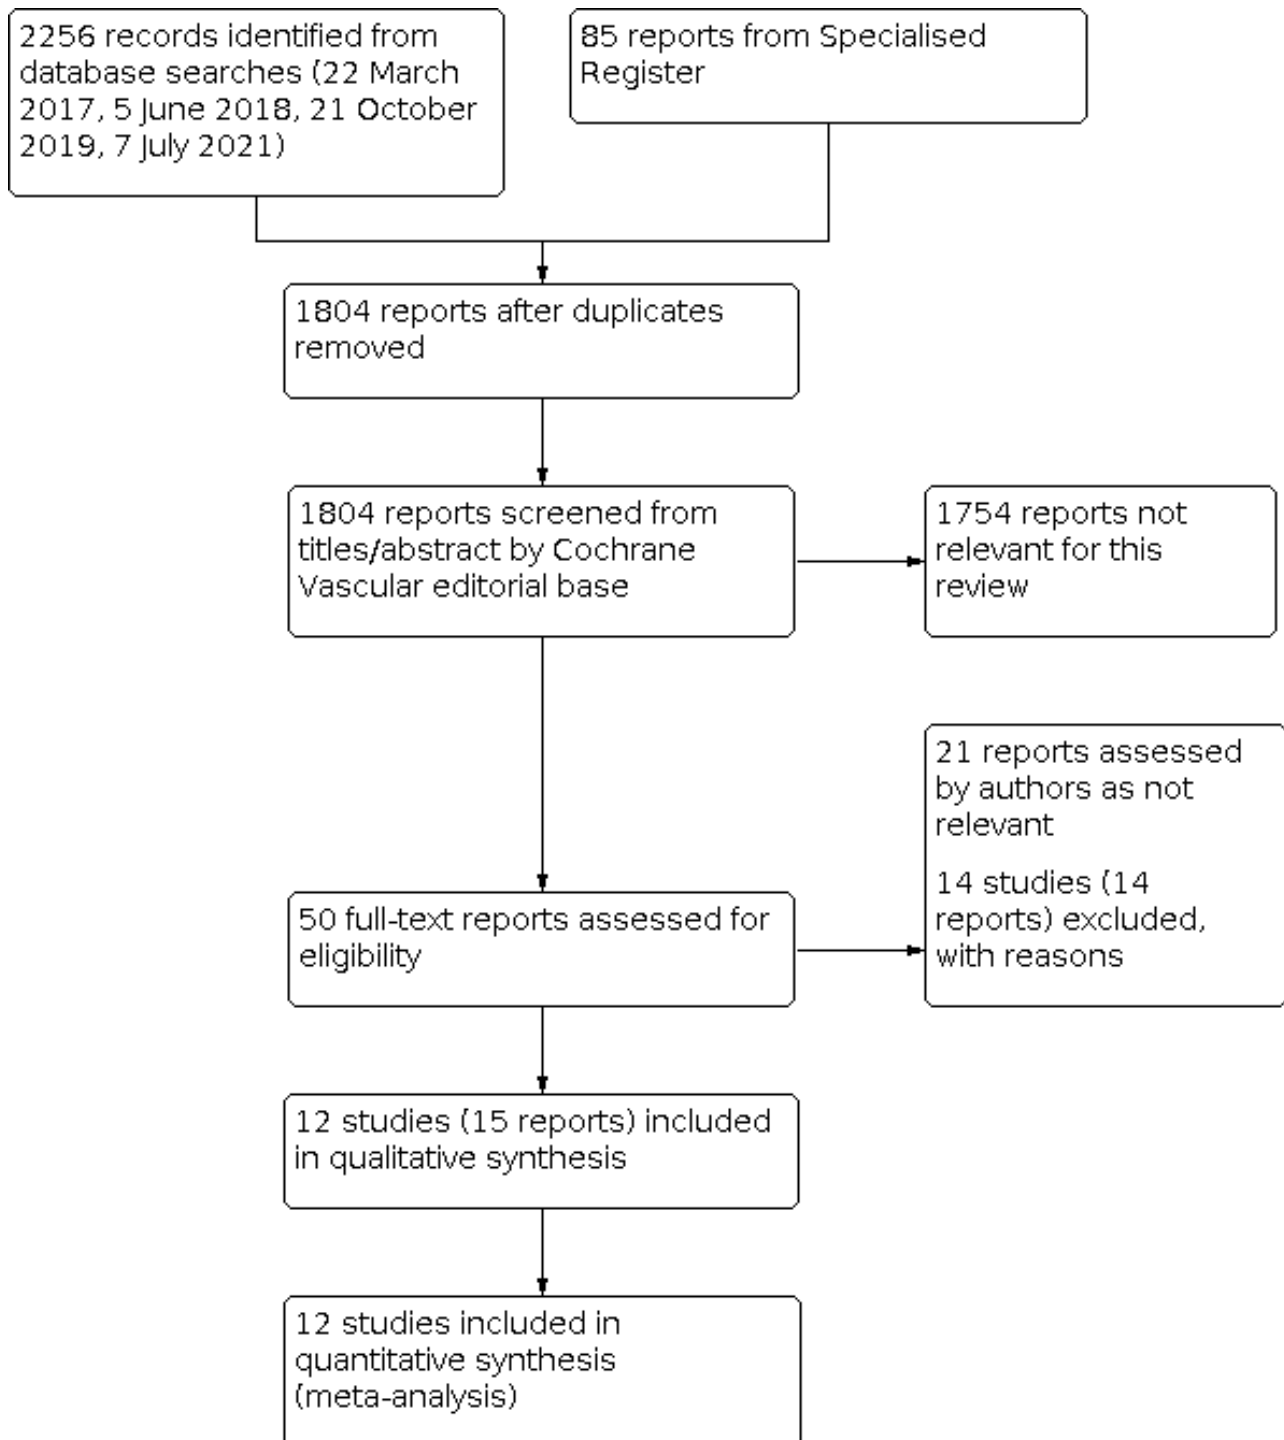 2256 records identified from
database searches (22 March
2017, 5 June 2018, 21 October
2019, 7 July 2021)
85 reports from Specialised
Register
1804 reports after duplicates
removed
1804 reports screened from
titles/abstract by Cochrane
Vascular editorial base
1754 reports not
relevant for this
review
21 reports assessed
by authors as not
relevant
14 studies (14
reports) excluded,
with reasons
50 full-text reports assessed for
eligibility
12 studies (15 reports) included
in qualitative synthesis
12 studies included in
quantitative synthesis
(meta-analysis)